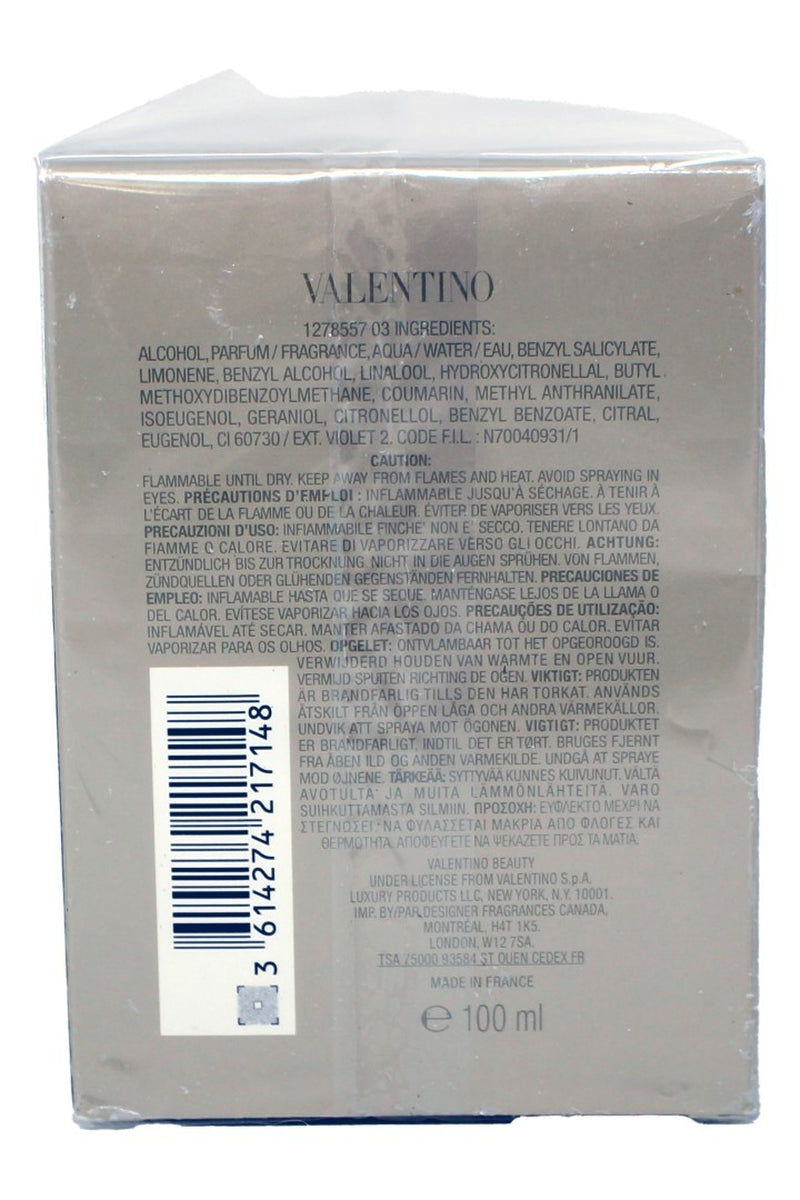 VALENTINO
1278557 03 INGREDIENTS:
ALCOHOL, PARFUM / FRAGRANCE, AQUA / WATER / EAU, BENZYL SALICYLATE,
LIMONENE, BENZYL ALCOHOL, LINALOOL, HYDROXYCITRONELLAL, BUTYL
METHOXYDIBENZOYLMETHANE, COUMARIN, METHYL ANTHRANILATE,
ISOEUGENOL, GERANIOL, CITRONELLOL, BENZYL BENZOATE, CITRAL,
EUGENOL, CI 60730 / EXT. VIOLET 2. CODE F.I.L. : N70040931/1
CAUTION:
FLAMMABLE UNTIL DRY. KEEP AWAY FROM FLAMES AND HEAT. AVOID SPRAYING IN
EYES. PRÉCAUTIONS D'EMPLOI : INFLAMMABLE JUSQU'À SÉCHAGE. À TENIR À
L'ÉCART DE LA FLAMME OU DE LA CHALEUR. ÉVITER DE VAPORISER VERS LES YEUX.
PRECAUZIONI D'USO: INFIAMMABILE FINCHE' NON E' SECCO. TENERE LONTANO DA
FIAMME O CALORE. EVITARE DI VAPORIZZARE VERSO GLI OCCHI. ACHTUNG:
ENTZÜNDLICH BIS ZUR TROCKNUNG. NICHT IN DIE AUGEN SPRÜHEN. VON FLAMMEN,
ZÜNDQUELLEN ODER GLÜHENDEN GEGENSTÄNDEN FERNHALTEN. PRECAUCIONES DE
EMPLEO: INFLAMABLE HASTA QUE SE SEQUE. MANTÉNGASE LEJOS DE LA LLAMA O
DEL CALOR. EVÍTESE VAPORIZAR HACIA LOS OJOS. PRECAUÇÕES DE UTILIZAÇÃO:
INFLAMÁVEL ATÉ SECAR. MANTER AFASTADO DA CHAMA OU DO CALOR. EVITAR
VAPORIZAR PARA OS OLHOS. OPGELET: ONTVLAMBAAR TOT HET OPGEDROOGD IS.
VERWIJDERD HOUDEN VAN WARMTE EN OPEN VUUR.
VERMIJD SPUITEN RICHTING DE OGEN. VIKTIGT: PRODUKTEN
ÄR BRANDFARLIG TILLS DEN HAR TORKAT. ANVÄNDS
ÅTSKILT FRÅN ÖPPEN LÅGA OCH ANDRA VÄRMEKÄLLOR.
UNDVIK ATT SPRAYA MOT ÖGONEN. VIGTIGT: PRODUKTET
ER BRANDFARLIGT, INDTIL DET ER TØRT. BRUGES FJERNT
FRA ÅBEN ILD OG ANDEN VARMEKILDE. UNDGÅ AT SPRAYE
MOD ØJNENE. TÄRKEÄÄ: SYTTYVÄÄ KUNNES KUIVUNUT. VÄLTÄ
AVOTULTA JA MUITA LÄMMÖNLÄHTEITÄ. VARO
SUIHKUTTAMASTA SILMIIN. ΠΡΟΣΟΧΗ: ΕΥΦΛΕΚΤΟ ΜΕΧΡΙ ΝΑ
ΣΤΕΓΝΩΣΕΙ. ΝΑ ΦΥΛΑΣΣΕΤΑΙ ΜΑΚΡΙΑ ΑΠΟ ΦΛΟΓΕΣ ΚΑΙ
ΘΕΡΜΟΤΗΤΑ. ΑΠΟΦΕΥΓΕΤΕ ΝΑ ΨΕΚΑΖΕΤΕ ΠΡΟΣ ΤΑ ΜΑΤΙΑ.
VALENTINO BEAUTY
UNDER LICENSE FROM VALENTINO S.p.A.
LUXURY PRODUCTS LLC, NEW YORK, N.Y. 10001.
IMP. BY/PAR DESIGNER FRAGRANCES CANADA,
MONTRÉAL, H4T 1K5.
LONDON, W12 7SA.
TSA 75000 93584 ST OUEN CEDEX FR
MADE IN FRANCE
℮ 100 ml
3 614274 217148